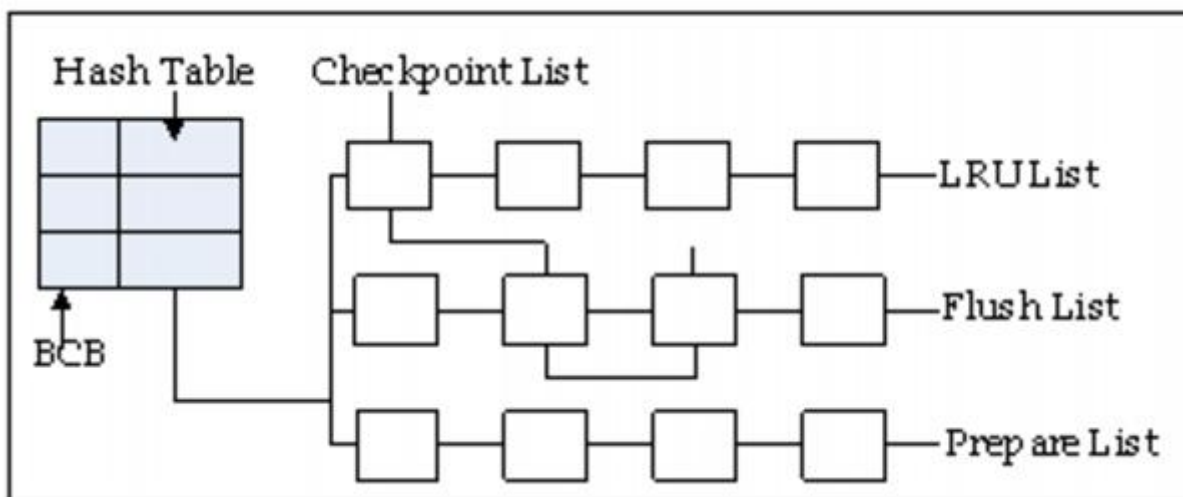 Hash Table
Checkpoint List
LRU List
Flush List
BCB
Prepare List